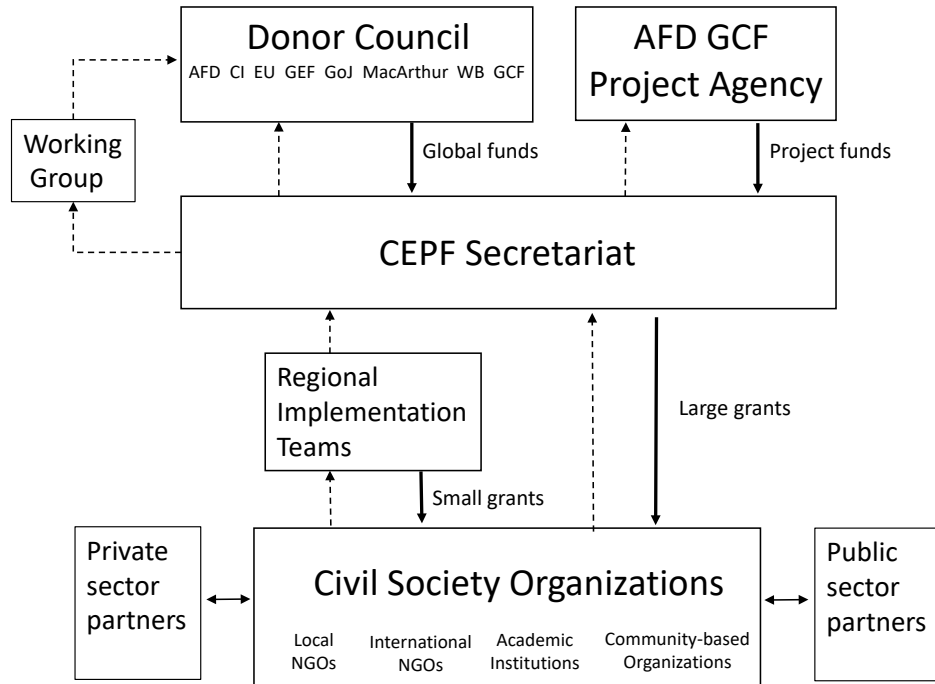 Donor Council
AFD CI EU GEF GoJ MacArthur WB GCF
AFD GCF
Project Agency
Working
Group
Global funds
Project funds
CEPF Secretariat
Regional
Implementation
Teams
Large grants
Small grants
Private
sector
partners
Civil Society Organizations
Local
NGOs
International
NGOs
Academic
Institutions
Community-based
Organizations
Public
sector
partners